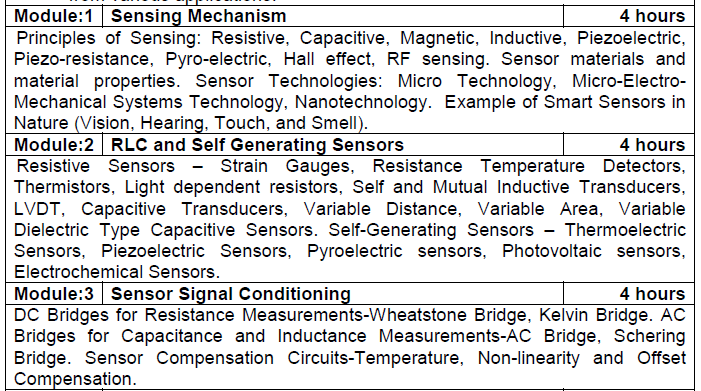 from various applications.
Module:1 Sensing Mechanism 4 hours
Principles of Sensing: Resistive, Capacitive, Magnetic, Inductive, Piezoelectric,
Piezo-resistance, Pyro-electric, Hall effect, RF sensing. Sensor materials and
material properties. Sensor Technologies: Micro Technology, Micro-Electro-
Mechanical Systems Technology, Nanotechnology. Example of Smart Sensors in
Nature (Vision, Hearing, Touch, and Smell).
Module:2 RLC and Self Generating Sensors 4 hours
Resistive Sensors – Strain Gauges, Resistance Temperature Detectors,
Thermistors, Light dependent resistors, Self and Mutual Inductive Transducers,
LVDT, Capacitive Transducers, Variable Distance, Variable Area, Variable
Dielectric Type Capacitive Sensors. Self-Generating Sensors – Thermoelectric
Sensors, Piezoelectric Sensors, Pyroelectric sensors, Photovoltaic sensors,
Electrochemical Sensors.
Module:3 Sensor Signal Conditioning 4 hours
DC Bridges for Resistance Measurements-Wheatstone Bridge, Kelvin Bridge. AC
Bridges for Capacitance and Inductance Measurements-AC Bridge, Schering
Bridge. Sensor Compensation Circuits-Temperature, Non-linearity and Offset
Compensation.